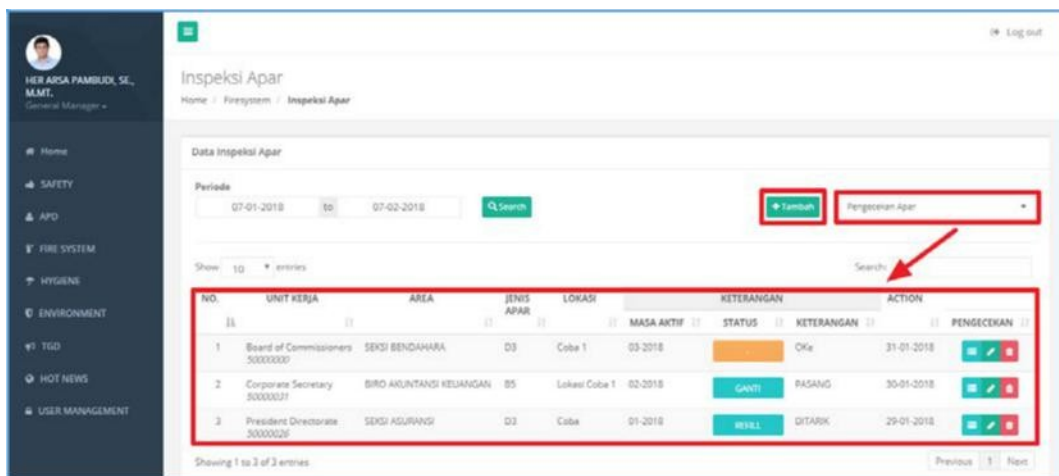 Log out
HER ARSA PAMBUDI, SE., M.MT.
General Manager
Inspeksi Apar
Home / Firesystem / Inspeksi Apar
Home
SAFETY
APD
FIRE SYSTEM
HYGIENE
ENVIRONMENT
TGD
HOT NEWS
USER MANAGEMENT
Data Inspeksi Apar
Periode
07-01-2018 to 07-02-2018 Search + Tambah Pengecekan Apar
Show 10 entries Search:
NO. UNIT KERJA AREA JENIS APAR LOKASI KETERANGAN ACTION
MASA AKTIF STATUS KETERANGAN PENGECEKAN
1 Board of Commissioners 50000000 SEKSI BENDAHARA D3 Coba 1 03-2018 - OKe 31-01-2018
2 Corporate Secretary 50000031 BIRO AKUNTANSI KEUANGAN B5 Lokasi Coba 1 02-2018 GANTI PASANG 30-01-2018
3 President Directorate 50000026 SEKSI ASURANSI D3 Coba 01-2018 REFILL DITARIK 29-01-2018
Showing 1 to 3 of 3 entries Previous 1 Next